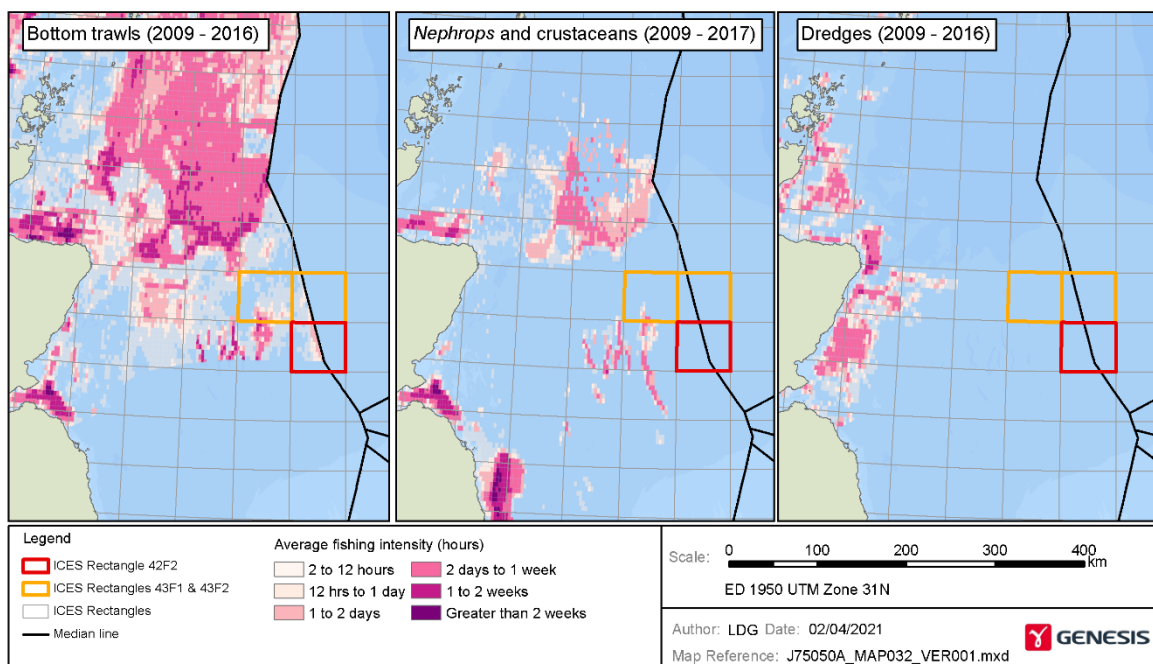 Bottom trawls (2009 - 2016)
Nephrops and crustaceans (2009 - 2017)
Dredges (2009 - 2016)
Legend
ICES Rectangle 42F2
ICES Rectangles 43F1 & 43F2
ICES Rectangles
Median line
Average fishing intensity (hours)
2 to 12 hours
12 hrs to 1 day
1 to 2 days
2 days to 1 week
1 to 2 weeks
Greater than 2 weeks
Scale: 0 100 200 300 400
km
ED 1950 UTM Zone 31N
Author: LDG Date: 02/04/2021
Map Reference: J75050A_MAP032_VER001.mxd
GENESIS